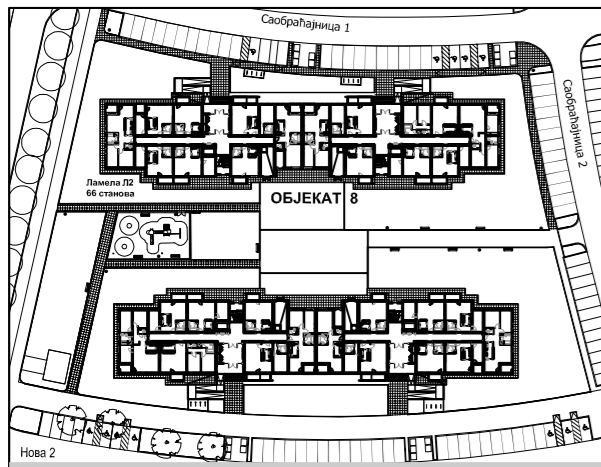 Саобраћајница 1
Саобраћајница 2
Ламела Л2
66 станова
ОБЈЕКАТ 8
Нова 2